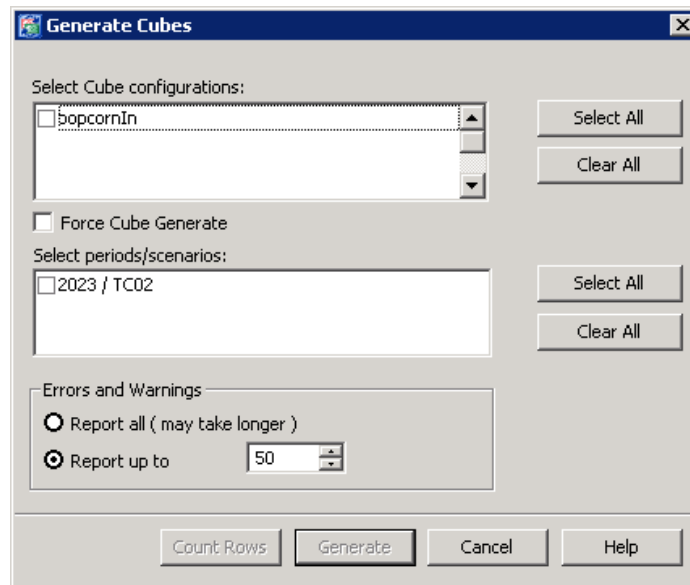 Generate Cubes
Select Cube configurations:
popcornIn
Select All
Clear All
Force Cube Generate
Select periods/scenarios:
2023 / TC02
Select All
Clear All
Errors and Warnings
Report all ( may take longer )
Report up to
50
Count Rows
Generate
Cancel
Help